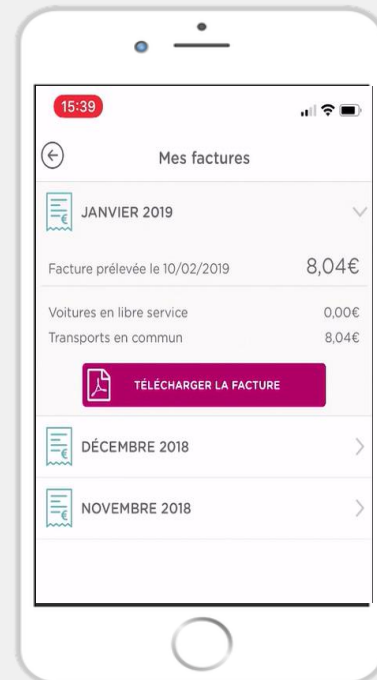 15:39
Mes factures
JANVIER 2019
Facture prélevée le 10/02/2019 8,04€
Voitures en libre service 0,00€
Transports en commun 8,04€
TÉLÉCHARGER LA FACTURE
DÉCEMBRE 2018
NOVEMBRE 2018